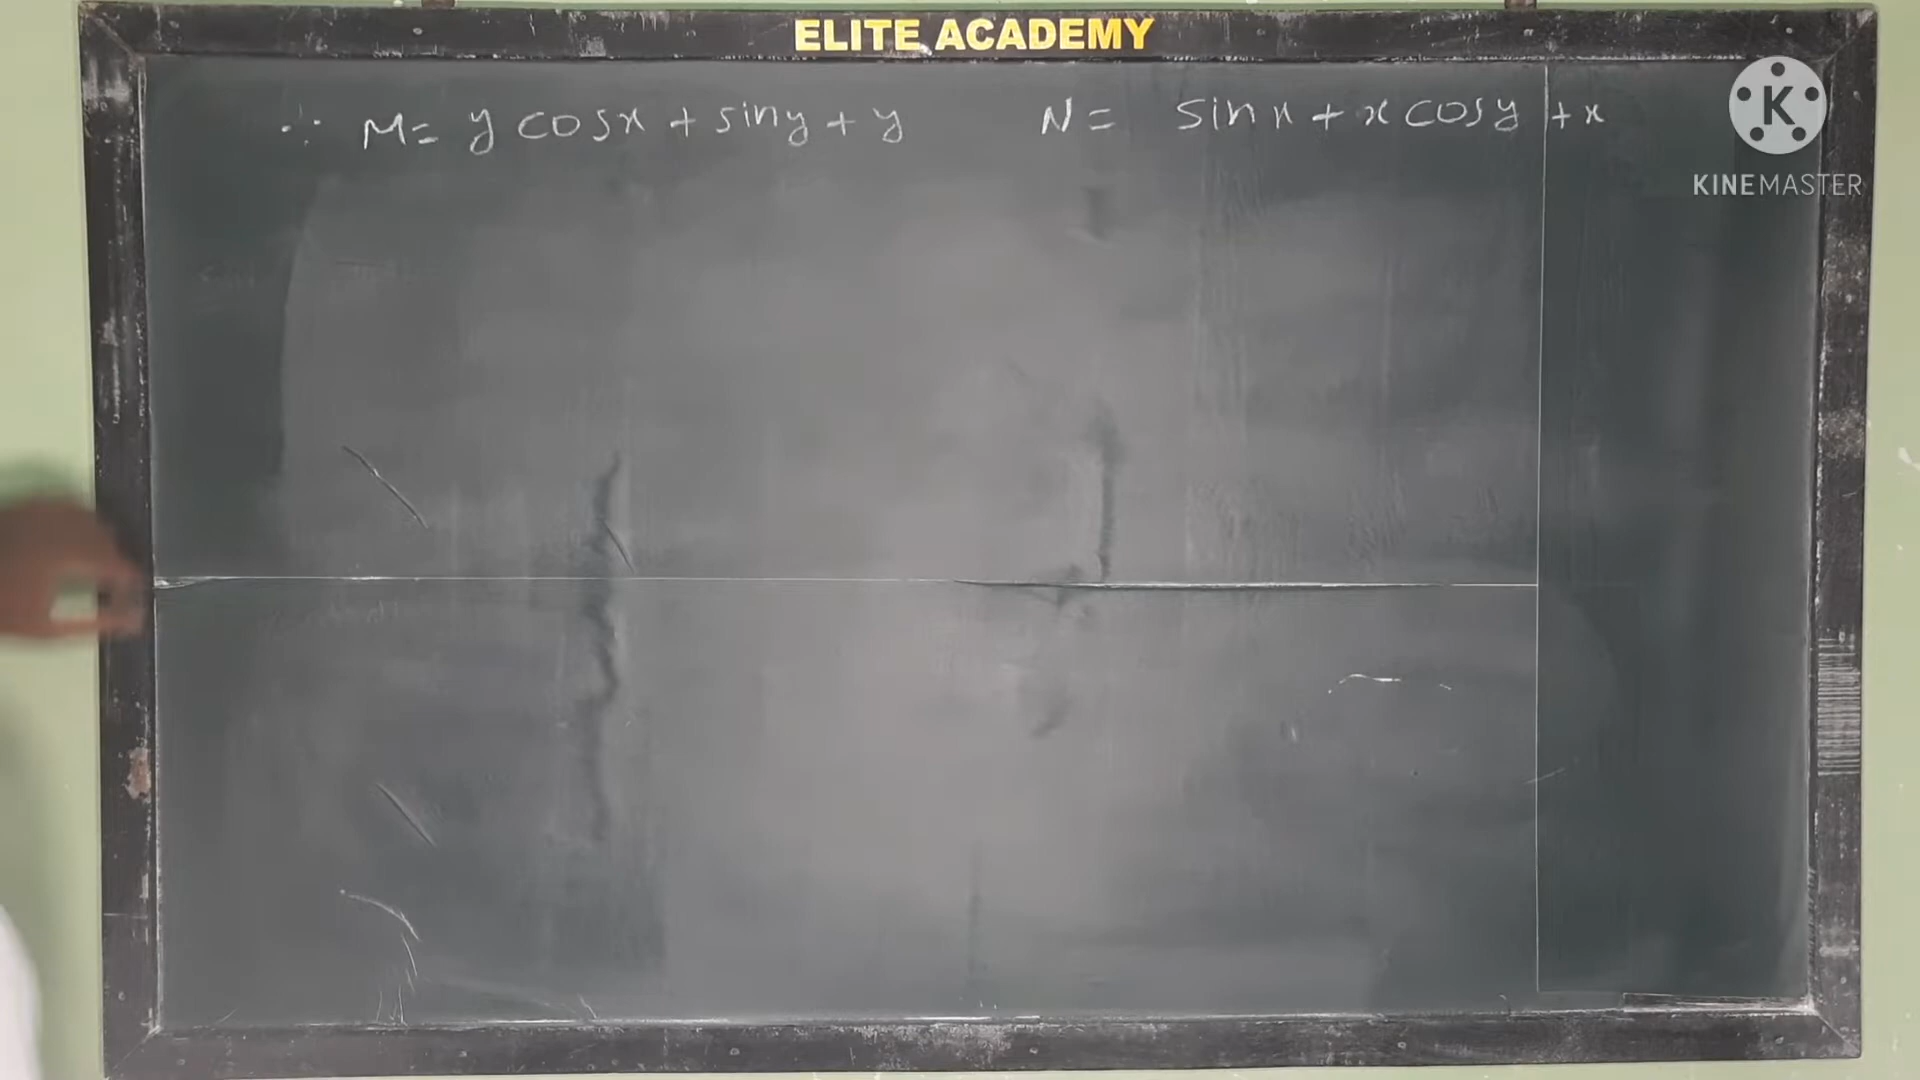 ELITE ACADEMY
∴ M = y cosx + siny + y N = sinx + x cosy + x
K
KINEMASTER